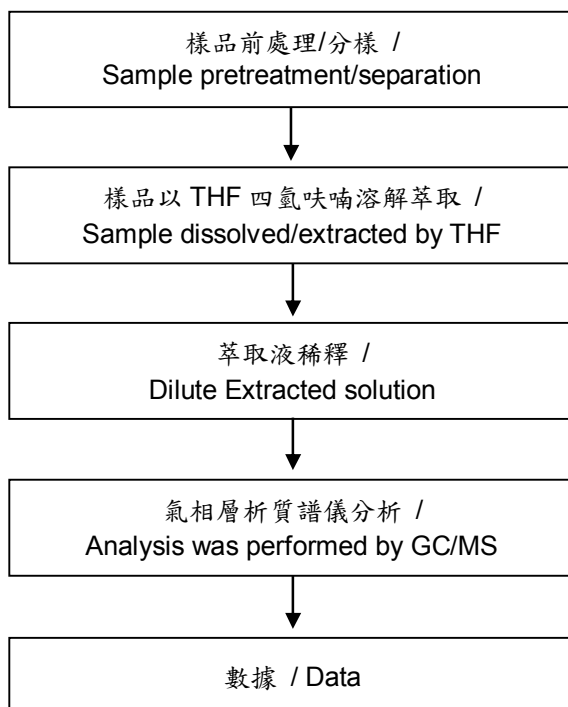 樣品前處理/分樣 /
Sample pretreatment/separation
樣品以 THF 四氫呋喃溶解萃取 /
Sample dissolved/extracted by THF
萃取液稀釋 /
Dilute Extracted solution
氣相層析質譜儀分析 /
Analysis was performed by GC/MS
數據 / Data